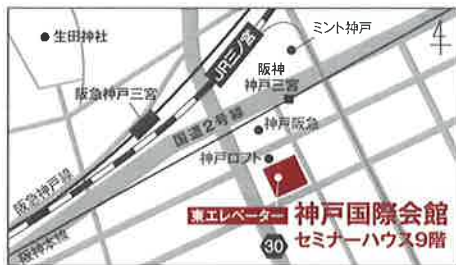 生田神社
ミント神戸
JR三ノ宮
阪神
神戸三宮
阪急神戸三宮
国道2号線
神戸阪急
神戸ロフト
阪急神戸線
阪神本線
東エレベーター
神戸国際会館
セミナーハウス9階
30
4